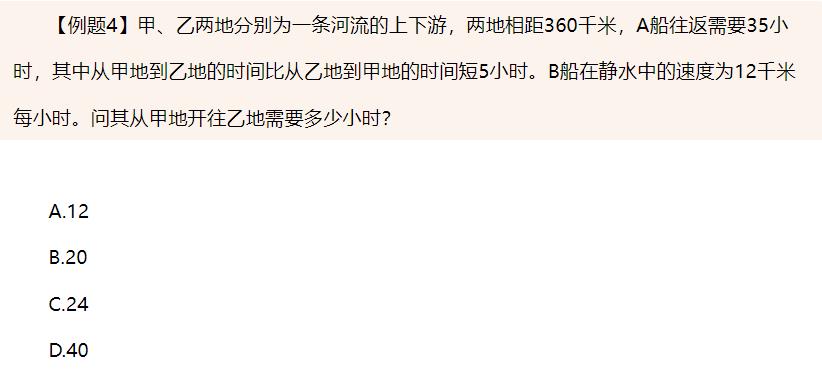 【例题4】甲、乙两地分别为一条河流的上下游，两地相距360千米，A船往返需要35小
时，其中从甲地到乙地的时间比从乙地到甲地的时间短5小时。B船在静水中的速度为12千米
每小时。问其从甲地开往乙地需要多少小时？
A.12
B.20
C.24
D.40